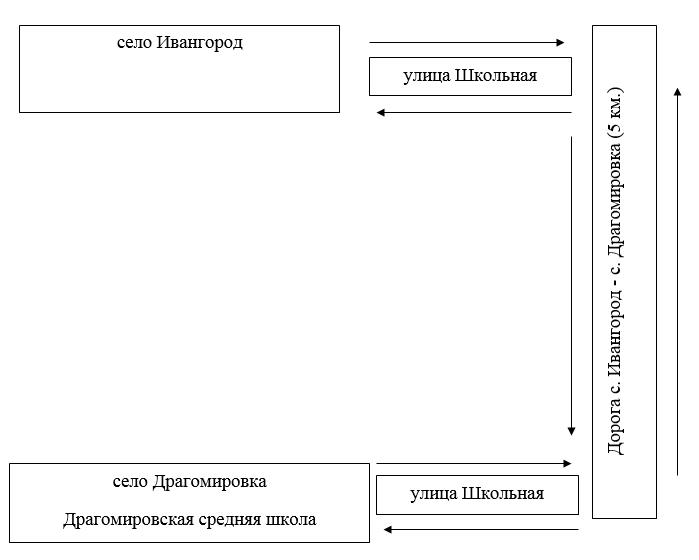 село Ивангород
улица Школьная
Дорога с. Ивангород - с. Драгомировка (5 км.)
село Драгомировка
Драгомировская средняя школа
улица Школьная